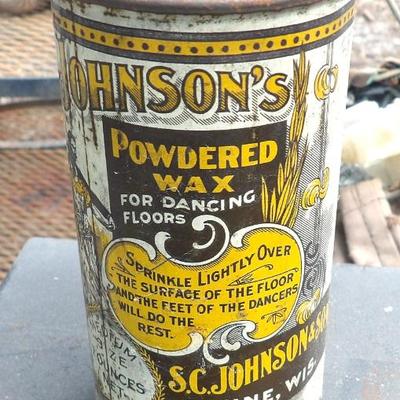 JOHNSON'S
POWDERED
WAX
FOR DANCING
FLOORS
SPRINKLE LIGHTLY OVER
THE SURFACE OF THE FLOOR
AND THE FEET OF THE DANCERS
WILL DO THE
REST.
S.C. JOHNSON &
WIS.